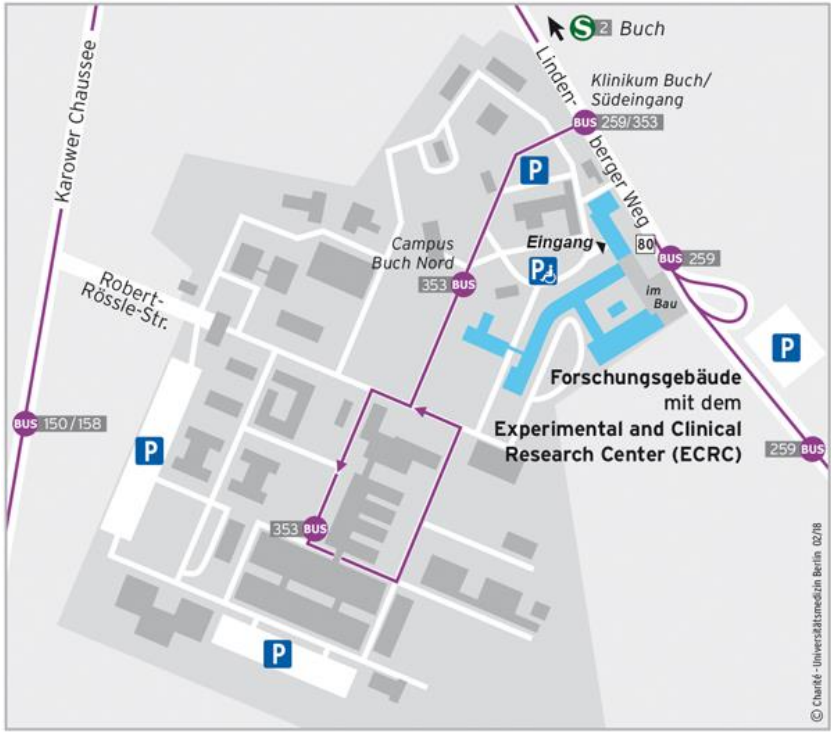 S 2 Buch
Karower Chaussee
Linden-
berger Weg
Klinikum Buch/
Südeingang
BUS 259/353
P
Campus
Buch Nord
353 BUS
Eingang
80
BUS 259
P
im
Bau
Robert-
Rössle-Str.
P
Forschungsgebäude
mit dem
Experimental and Clinical
Research Center (ECRC)
BUS 150/158
P
259 BUS
353 BUS
P
© Charité - Universitätsmedizin Berlin 02/18